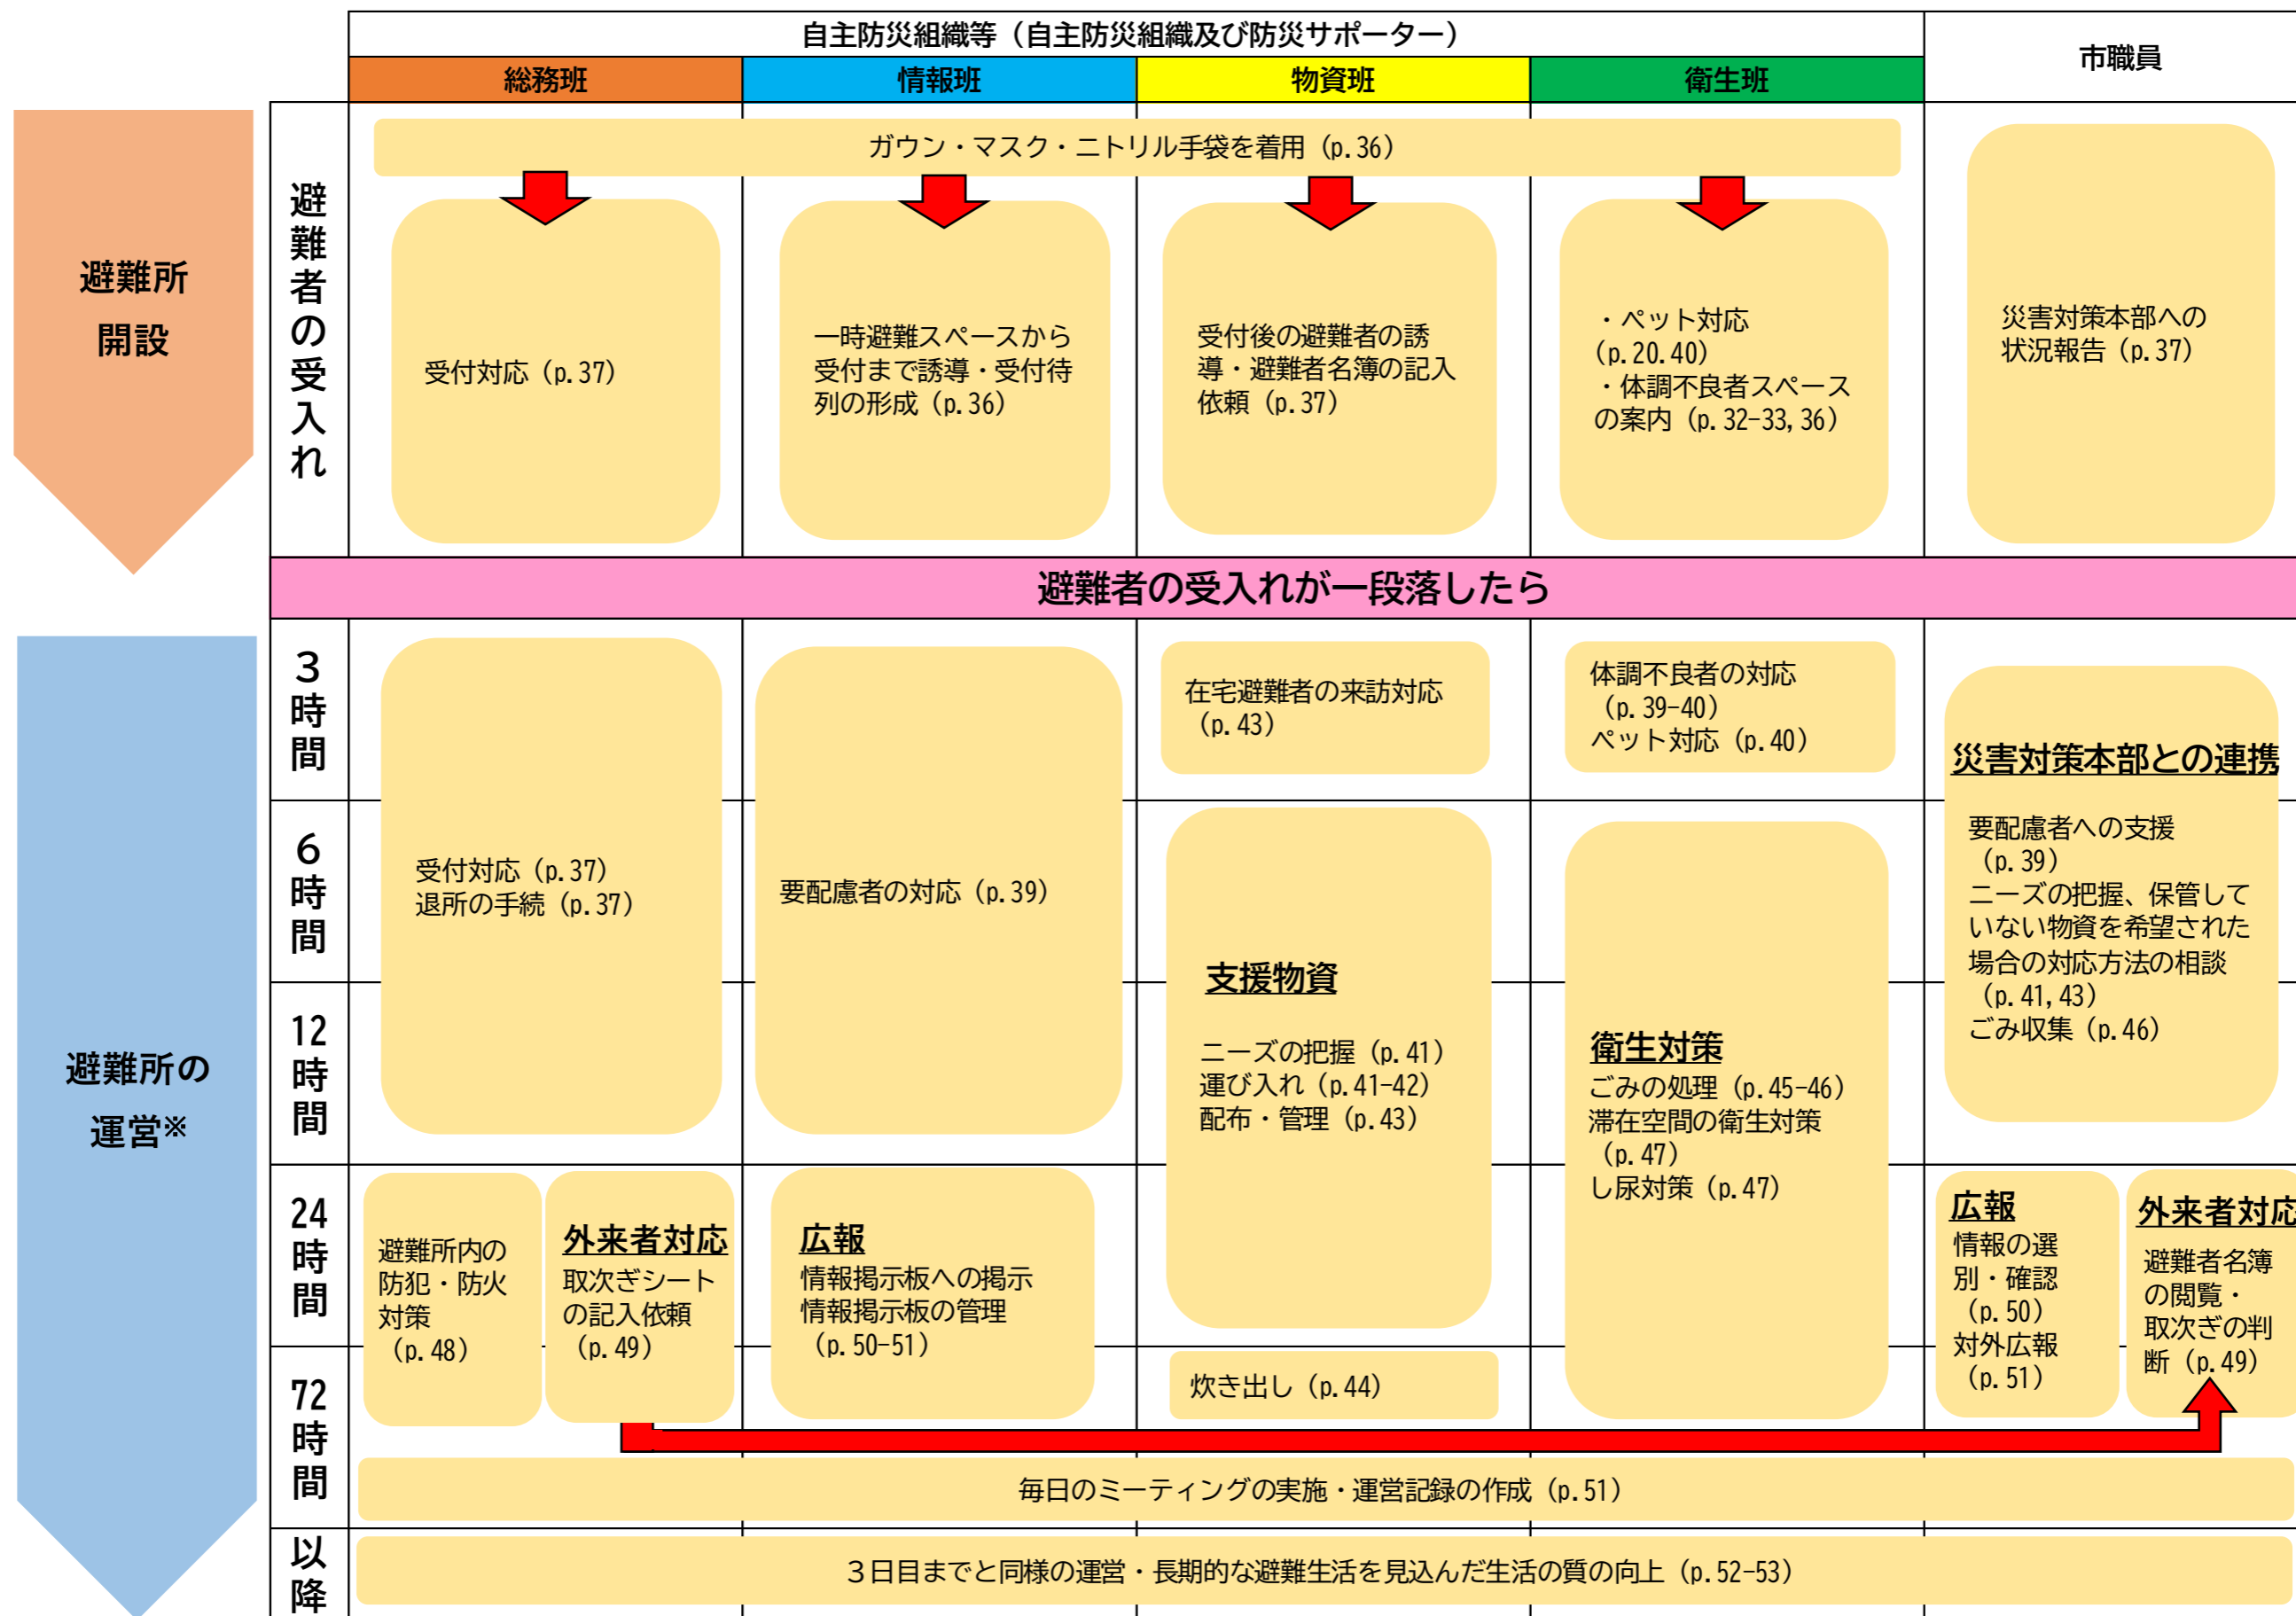 自主防災組織等（自主防災組織及び防災サポーター）
市職員
総務班
情報班
物資班
衛生班
避難所
開設
避難者の受入れ
ガウン・マスク・ニトリル手袋を着用（p.36）
受付対応（p.37）
一時避難スペースから
受付まで誘導・受付待
列の形成（p.36）
受付後の避難者の誘
導・避難者名簿の記入
依頼（p.37）
・ペット対応
(p.20.40)
・体調不良者スペース
の案内（p.32-33,36）
災害対策本部への
状況報告（p.37）
避難者の受入れが一段落したら
避難所の
運営※
3時間
6時間
12時間
24時間
72時間
以降
受付対応（p.37）
退所の手続（p.37）
要配慮者の対応（p.39）
在宅避難者の来訪対応
（p.43）
体調不良者の対応
（p.39-40）
ペット対応（p.40）
災害対策本部との連携
要配慮者への支援
（p.39）
ニーズの把握、保管して
いない物資を希望された
場合の対応方法の相談
（p.41,43）
ごみ収集（p.46）
支援物資
ニーズの把握（p.41）
運び入れ（p.41-42）
配布・管理（p.43）
衛生対策
ごみの処理（p.45-46）
滞在空間の衛生対策
（p.47）
し尿対策（p.47）
避難所内の
防犯・防火
対策
（p.48）
外来者対応
取次ぎシート
の記入依頼
（p.49）
広報
情報掲示板への掲示
情報掲示板の管理
（p.50-51）
炊き出し（p.44）
広報
情報の選
別・確認
（p.50）
対外広報
（p.51）
外来者対応
避難者名簿
の閲覧・
取次ぎの判
断（p.49）
毎日のミーティングの実施・運営記録の作成（p.51）
３日目までと同様の運営・長期的な避難生活を見込んだ生活の質の向上（p.52-53）